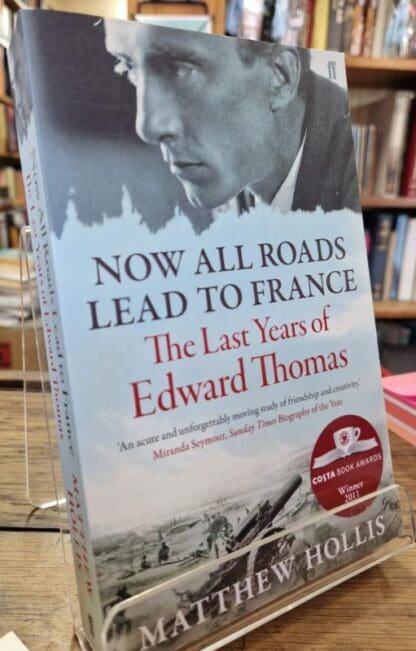 ff
NOW ALL ROADS
LEAD TO FRANCE
The Last Years of
Edward Thomas
'An acute and unforgettably moving study of friendship and creativity.'
Miranda Seymour, Sunday Times Biography of the Year
COSTA BOOK AWARDS
Winner
2011
MATTHEW HOLLIS